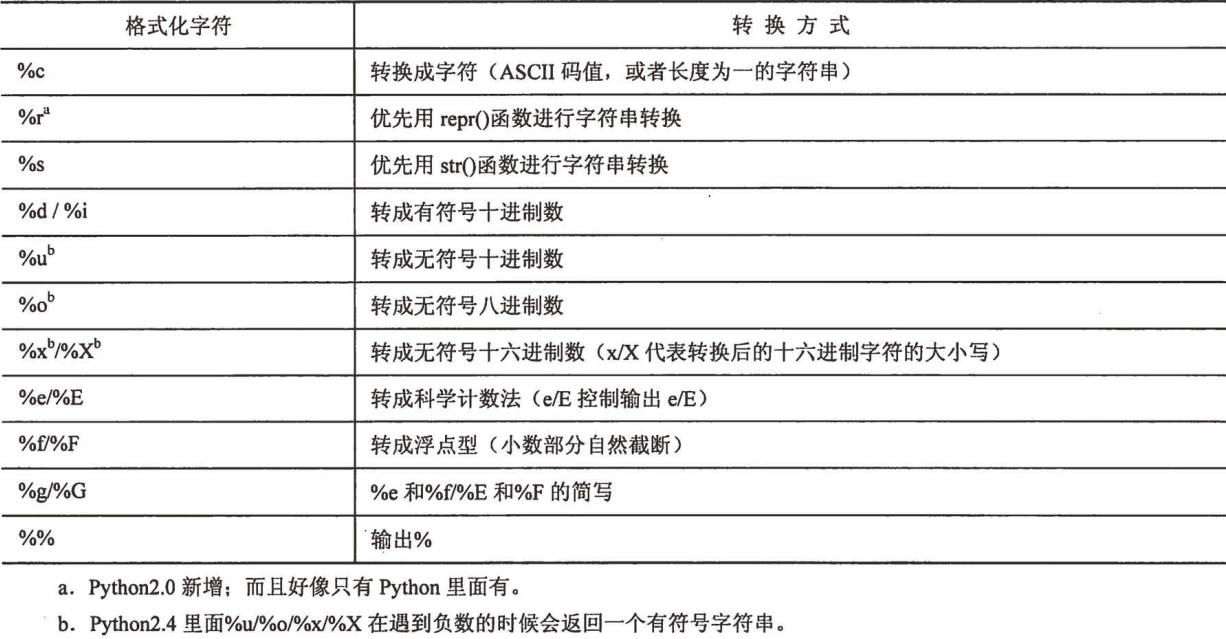 格式化字符 转 换 方 式
%c 转换成字符（ASCII 码值，或者长度为一的字符串）
%rᵃ 优先用 repr()函数进行字符串转换
%s 优先用 str()函数进行字符串转换
%d / %i 转成有符号十进制数
%uᵇ 转成无符号十进制数
%oᵇ 转成无符号八进制数
%xᵇ/%Xᵇ 转成无符号十六进制数（x/X 代表转换后的十六进制字符的大小写）
%e/%E 转成科学计数法（e/E 控制输出 e/E）
%f/%F 转成浮点型（小数部分自然截断）
%g/%G %e 和%f/%E 和%F 的简写
%% 输出%
a．Python2.0 新增；而且好像只有 Python 里面有。
b．Python2.4 里面%u/%o/%x/%X 在遇到负数的时候会返回一个有符号字符串。